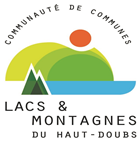 COMMUNAUTÉ DE COMMUNES
LACS &
MONTAGNES
DU HAUT-DOUBS